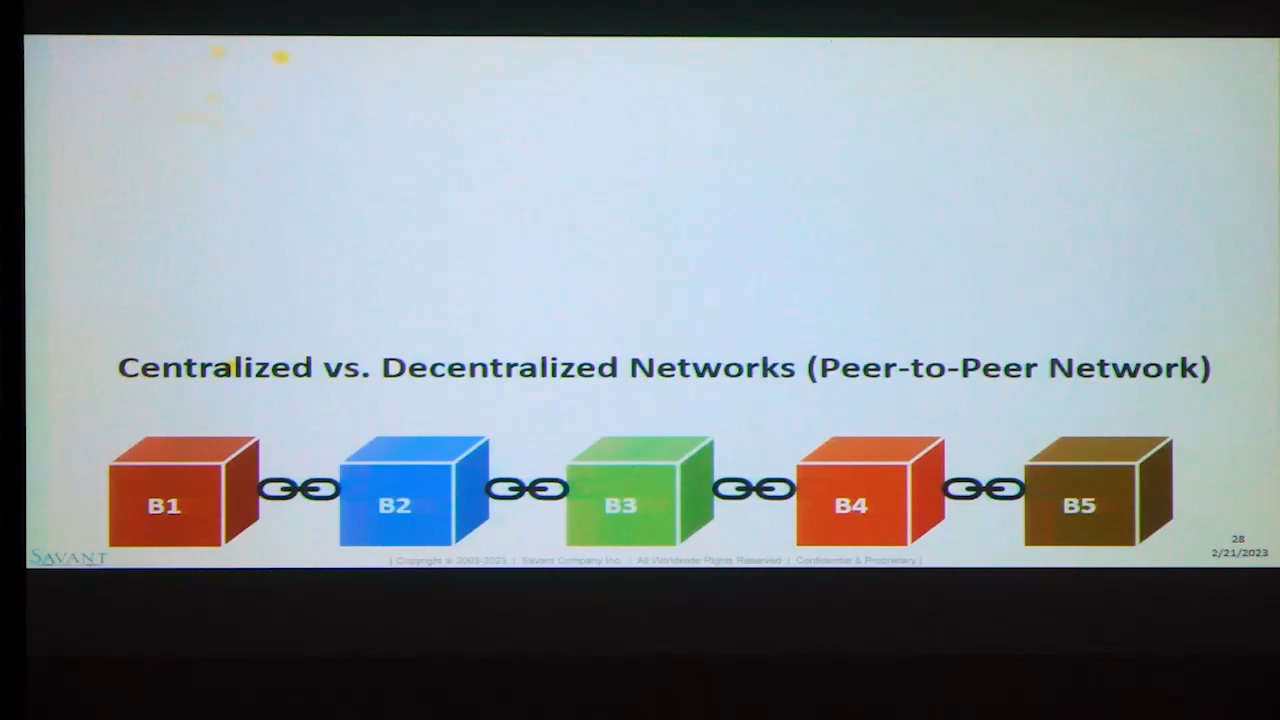 Centralized vs. Decentralized Networks (Peer-to-Peer Network)
B1 B2 B3 B4 B5
SAVANT
| Copyright © 2003-2023 | Savant Company Inc. | All Worldwide Rights Reserved | Confidential & Proprietary |
28
2/21/2023